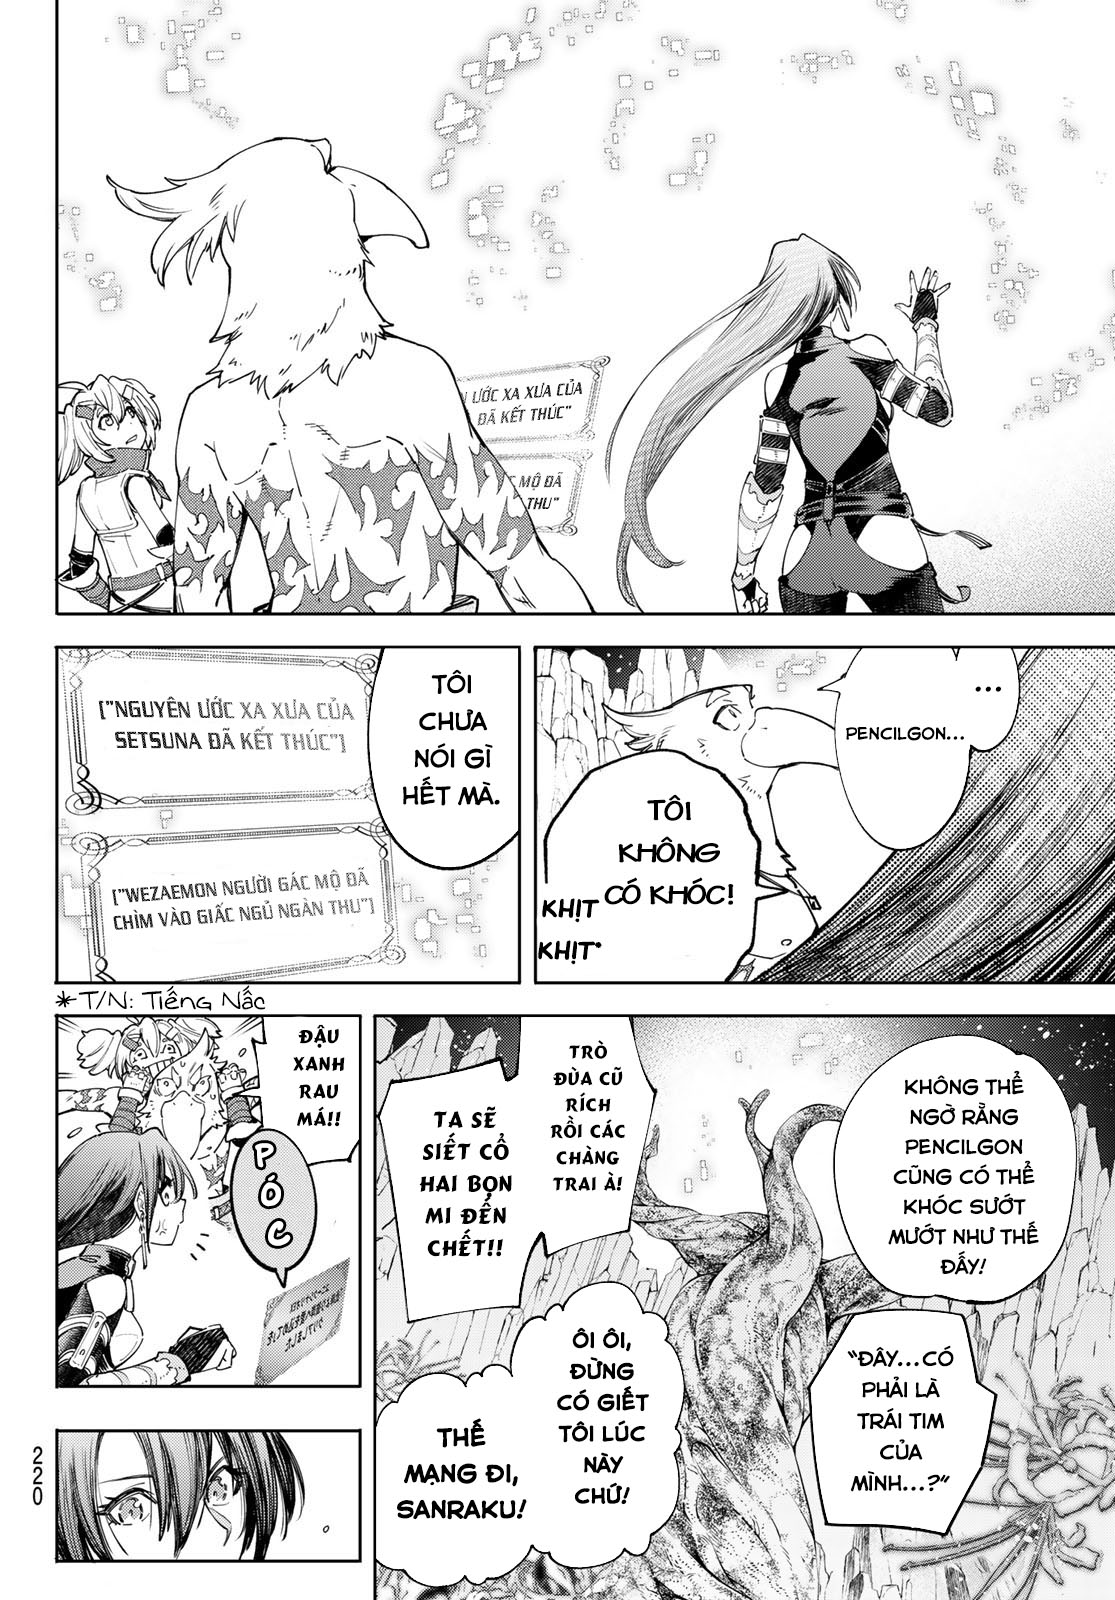 N ƯỚC XA XƯA CỦA
ĐÃ KẾT THÚC"
MỘ ĐÃ
THU"
...
PENCILGON...
TÔI
KHÔNG
CÓ KHÓC!
KHỊT
KHỊT*
TÔI
CHƯA
NÓI GÌ
HẾT MÀ.
["NGUYÊN ƯỚC XA XƯA CỦA
SETSUNA ĐÃ KẾT THÚC"]
["WEZAEMON NGƯỜI GÁC MỘ ĐÃ
CHÌM VÀO GIẤC NGỦ NGÀN THU"]
* T/N: Tiếng Nấc
KHÔNG THỂ
NGỜ RẰNG
PENCILGON
CŨNG CÓ THỂ
KHÓC SƯỚT
MƯỚT NHƯ THẾ
ĐẤY!
"ĐÂY...CÓ
PHẢI LÀ
TRÁI TIM
CỦA
MÌNH...?"
TRÒ
ĐÙA CŨ
RÍCH
RỒI CÁC
CHÀNG
TRAI À!
TA SẼ
SIẾT CỔ
HAI BỌN
MI ĐẾN
CHẾT!!
ÔI ÔI,
ĐỪNG
CÓ GIẾT
TÔI LÚC
NÀY
CHỨ!
THẾ
MẠNG ĐI,
SANRAKU!
ĐẬU
XANH
RAU
MÁ!!
PÓC
220